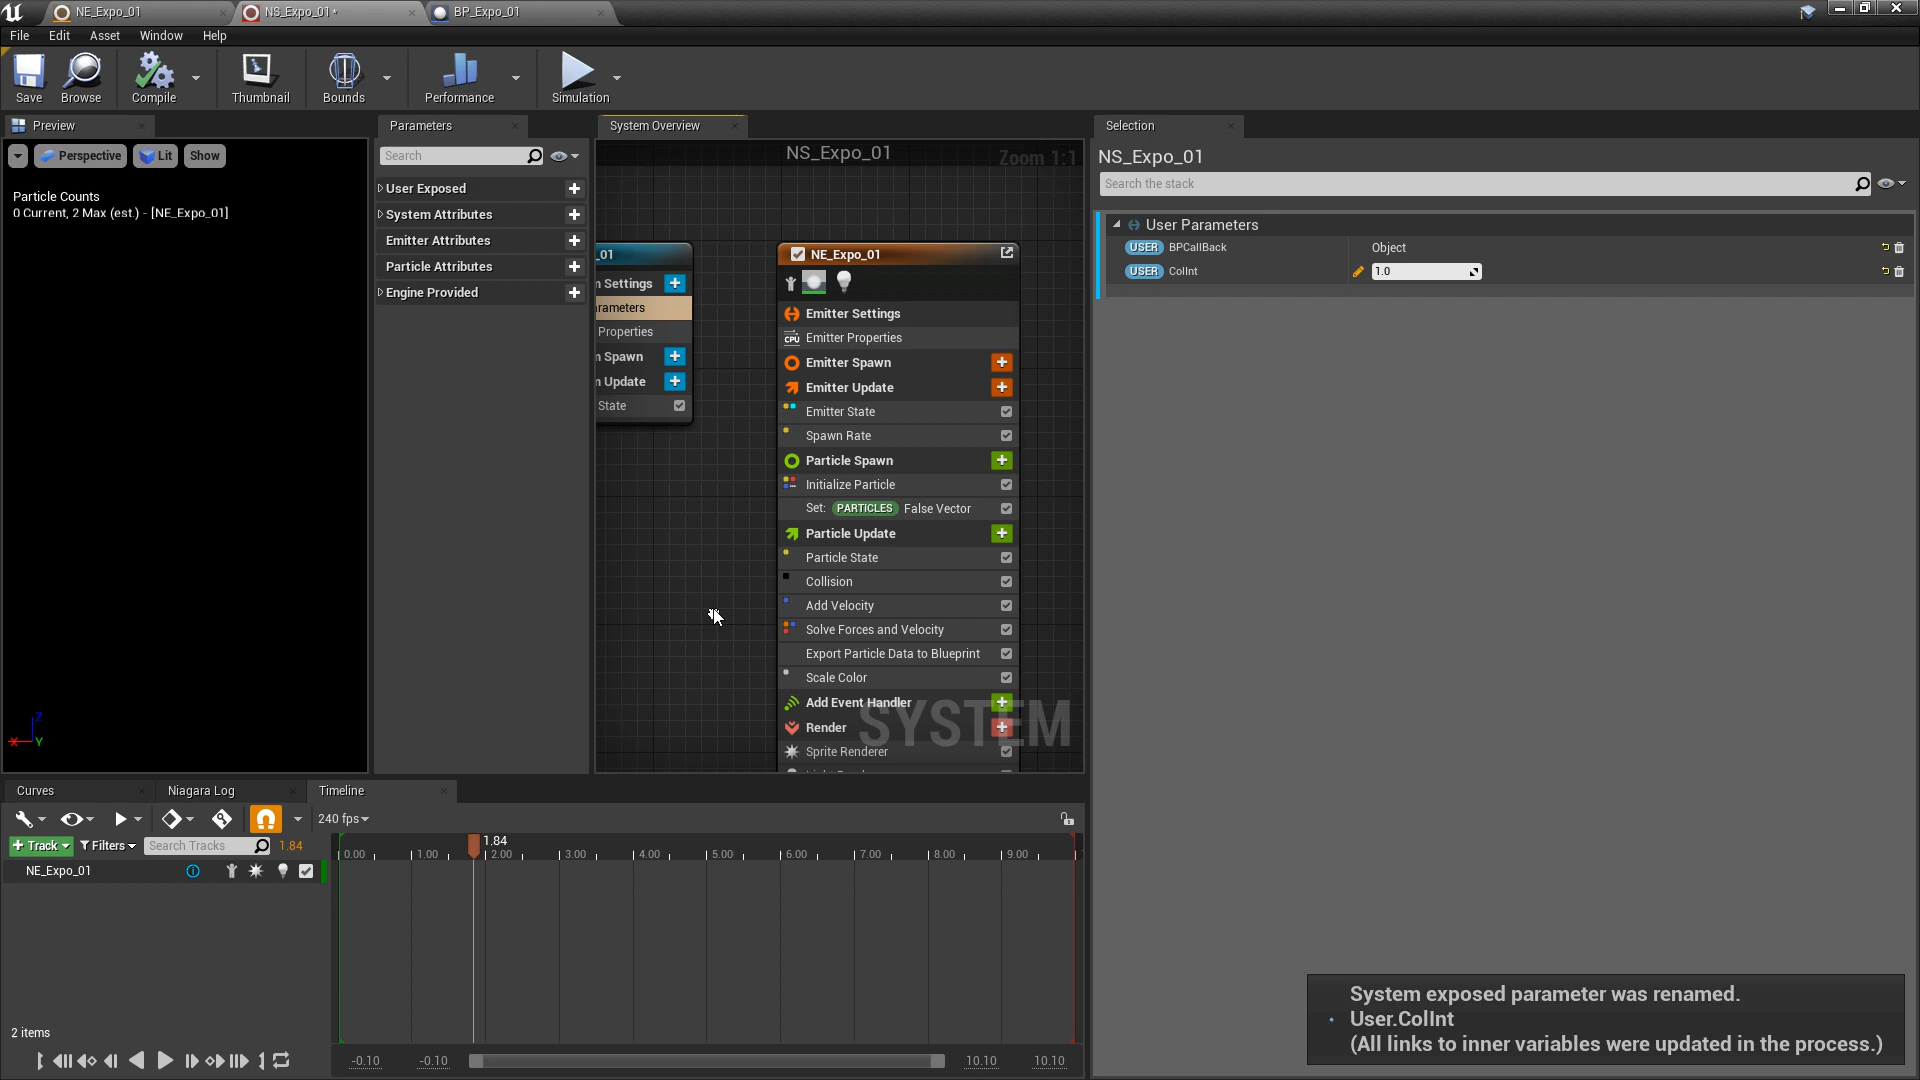 NE_Expo_01
NS_Expo_01*
BP_Expo_01
File Edit Asset Window Help
Save Browse Compile Thumbnail Bounds Performance Simulation
Preview
Parameters
System Overview
Selection
Perspective Lit Show
Search
NS_Expo_01
Zoom 1:1
NS_Expo_01
Search the stack
Particle Counts
0 Current, 2 Max (est.) - [NE_Expo_01]
User Exposed
System Attributes
Emitter Attributes
Particle Attributes
Engine Provided
_01
n Settings
arameters
Properties
n Spawn
n Update
State
NE_Expo_01
Emitter Settings
CPU Emitter Properties
Emitter Spawn
Emitter Update
Emitter State
Spawn Rate
Particle Spawn
Initialize Particle
Set: PARTICLES False Vector
Particle Update
Particle State
Collision
Add Velocity
Solve Forces and Velocity
Export Particle Data to Blueprint
Scale Color
Add Event Handler
Render
Sprite Renderer
SYSTEM
User Parameters
USER BPCallBack Object
USER ColInt 1.0
Z
X Y
Curves Niagara Log Timeline
240 fps
+ Track Filters Search Tracks 1.84
1.84
0.00 1.00 2.00 3.00 4.00 5.00 6.00 7.00 8.00 9.00
NE_Expo_01
2 items
-0.10 -0.10 10.10 10.10
System exposed parameter was renamed.
User.ColInt
(All links to inner variables were updated in the process.)